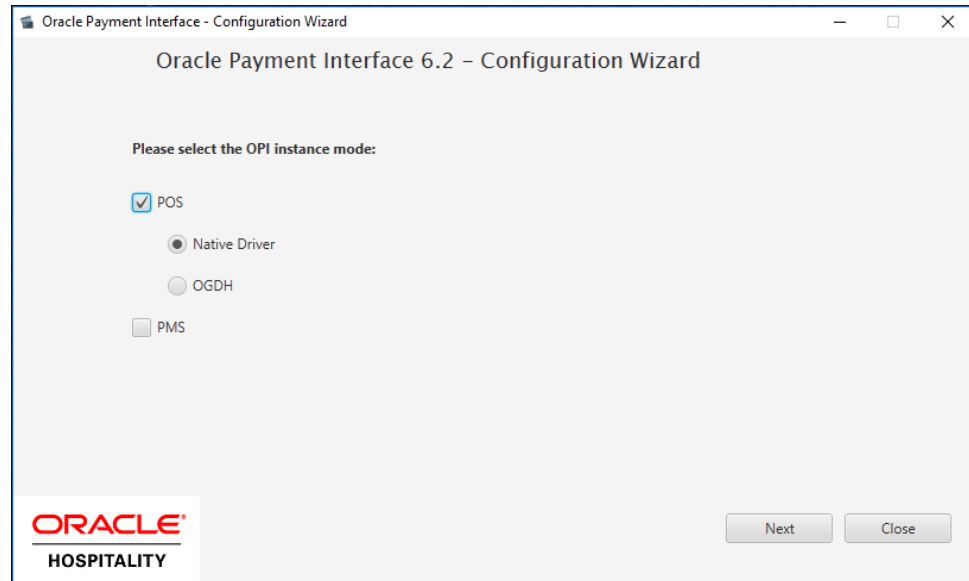 Oracle Payment Interface - Configuration Wizard
Oracle Payment Interface 6.2 – Configuration Wizard
Please select the OPI instance mode:
POS
Native Driver
OGDH
PMS
ORACLE®
HOSPITALITY
Next
Close